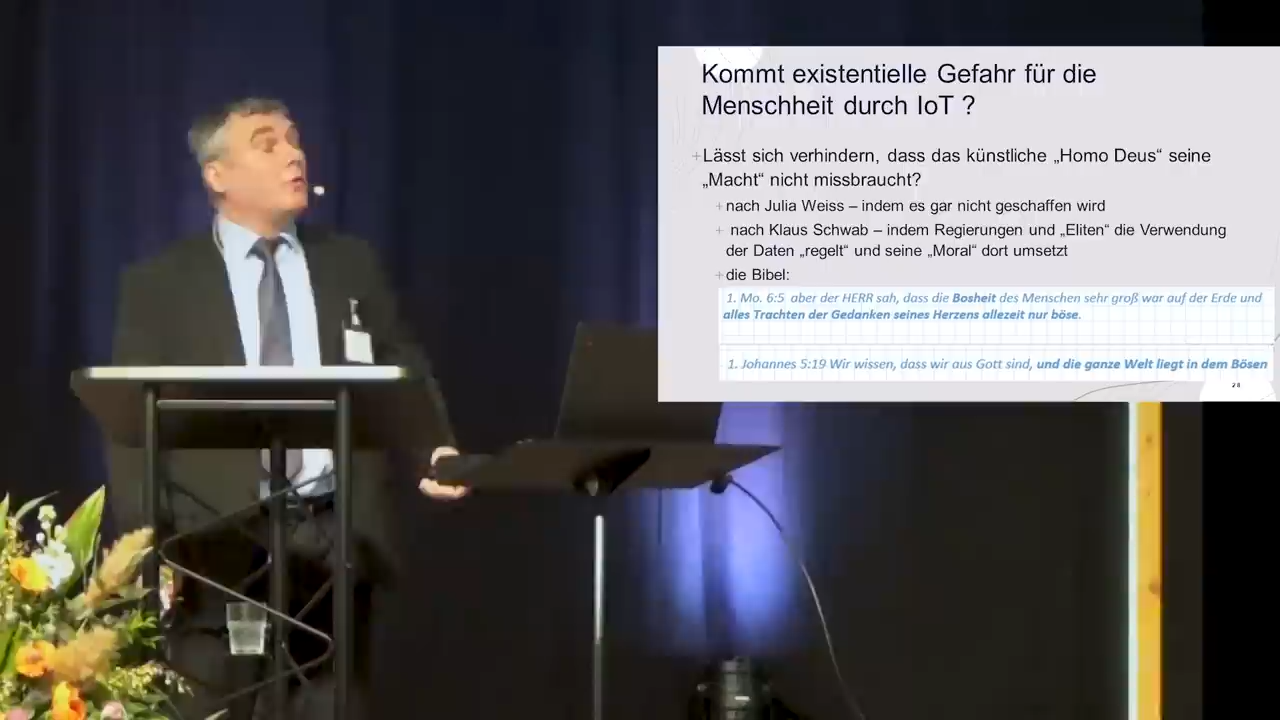 Kommt existentielle Gefahr für die
Menschheit durch IoT ?
+Lässt sich verhindern, dass das künstliche „Homo Deus“ seine
„Macht“ nicht missbraucht?
+nach Julia Weiss – indem es gar nicht geschaffen wird
+ nach Klaus Schwab – indem Regierungen und „Eliten“ die Verwendung
der Daten „regelt“ und seine „Moral“ dort umsetzt
+die Bibel:
1. Mo. 6:5 aber der HERR sah, dass die Bosheit des Menschen sehr groß war auf der Erde und
alles Trachten der Gedanken seines Herzens allezeit nur böse.
1. Johannes 5:19 Wir wissen, dass wir aus Gott sind, und die ganze Welt liegt in dem Bösen
28